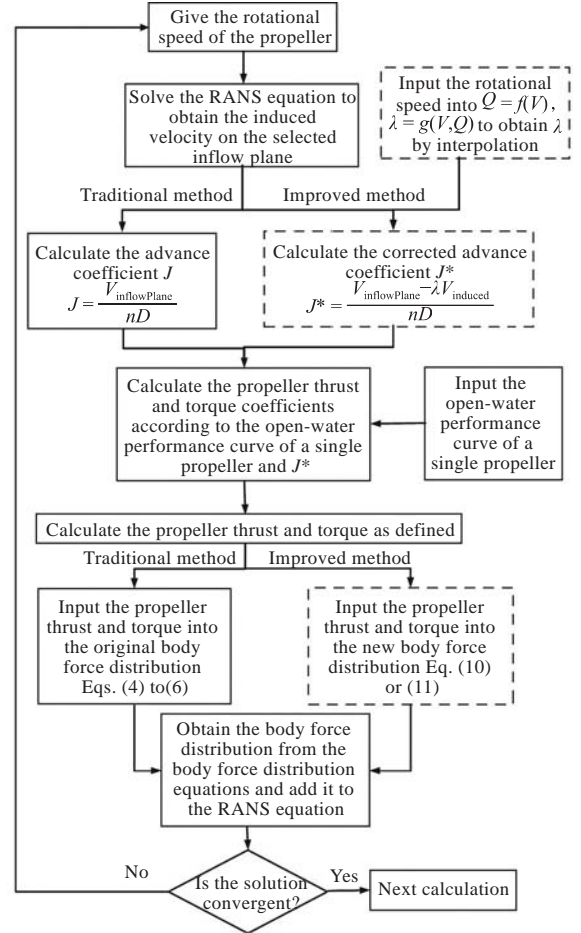 Give the rotational
speed of the propeller
Solve the RANS equation to
obtain the induced
velocity on the selected
inflow plane
Input the rotational
speed into Q = f(V),
λ = g(V,Q) to obtain λ
by interpolation
Traditional method
Improved method
Calculate the advance
coefficient J
J = V_inflowPlane / nD
Calculate the corrected advance
coefficient J*
J* = V_inflowPlane − λV_induced / nD
Calculate the propeller thrust
and torque coefficients
according to the open-water
performance curve of a single
propeller and J*
Input the
open-water
performance
curve of a
single propeller
Calculate the propeller thrust and torque as defined
Traditional method
Improved method
Input the propeller
thrust and torque into
the original body
force distribution
Eqs. (4) to(6)
Input the propeller
thrust and torque into
the new body force
distribution Eq. (10)
or (11)
Obtain the body force
distribution from the
body force distribution
equations and add it to
the RANS equation
No
Is the solution
convergent?
Yes
Next calculation